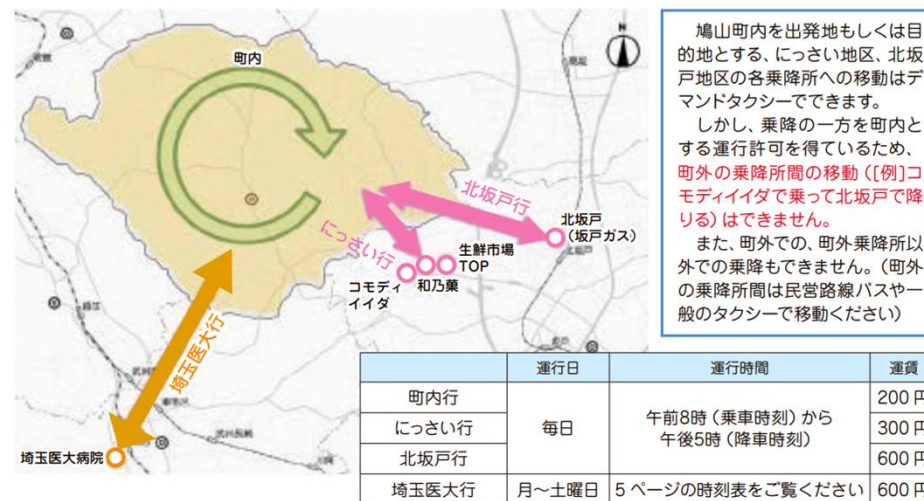 鳩山町内を出発地もしくは目
的地とする、にっさい地区、北坂
戸地区の各乗降所への移動はデ
マンドタクシーでできます。
しかし、乗降の一方を町内と
する運行許可を得ているため、
町外の乗降所間の移動([例]コ
モディイイダで乗って北坂戸で降
りる)はできません。
また、町外での、町外乗降所以
外での乗降もできません。(町外
の乗降所間は民営路線バスや一
般のタクシーで移動ください)
N
町内
北坂戸行
にっさい行
北坂戸
(坂戸ガス)
生鮮市場
TOP
和乃菓
コモディ
イイダ
埼玉医大行
埼玉医大病院
運行日 運行時間 運賃
町内行 毎日 午前8時(乗車時刻)から 200円
午後5時(降車時刻)
にっさい行 300円
北坂戸行 600円
埼玉医大行 月~土曜日 5ページの時刻表をご覧ください 600円